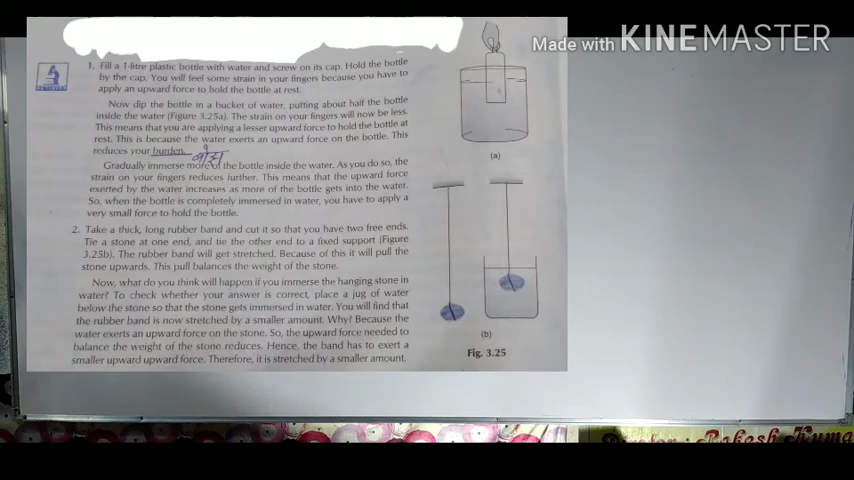 Made with KINEMASTER
1. Fill a 1-litre plastic bottle with water and screw on its cap. Hold the bottle
by the cap. You will feel some strain in your fingers because you have to
apply an upward force to hold the bottle at rest.
Now dip the bottle in a bucket of water, putting about half the bottle
inside the water (Figure 3.25a). The strain on your fingers will now be less.
This means that you are applying a lesser upward force to hold the bottle at
rest. This is because the water exerts an upward force on the bottle. This
reduces your burden.
बोझ
Gradually immerse more of the bottle inside the water. As you do so, the
strain on your fingers reduces further. This means that the upward force
exerted by the water increases as more of the bottle gets into the water.
So, when the bottle is completely immersed in water, you have to apply a
very small force to hold the bottle.
2. Take a thick, long rubber band and cut it so that you have two free ends.
Tie a stone at one end, and tie the other end to a fixed support (Figure
3.25b). The rubber band will get stretched. Because of this it will pull the
stone upwards. This pull balances the weight of the stone.
Now, what do you think will happen if you immerse the hanging stone in
water? To check whether your answer is correct, place a jug of water
below the stone so that the stone gets immersed in water. You will find that
the rubber band is now stretched by a smaller amount. Why? Because the
water exerts an upward force on the stone. So, the upward force needed to
balance the weight of the stone reduces. Hence, the band has to exert a
smaller upward upward force. Therefore, it is stretched by a smaller amount.
(a)
(b)
Fig. 3.25
Director : Rakesh Kuma